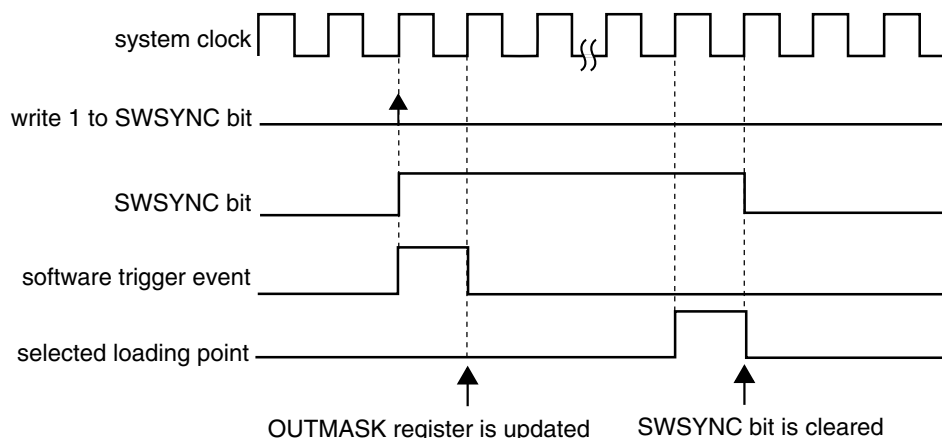 system clock
write 1 to SWSYNC bit
SWSYNC bit
software trigger event
selected loading point
OUTMASK register is updated
SWSYNC bit is cleared